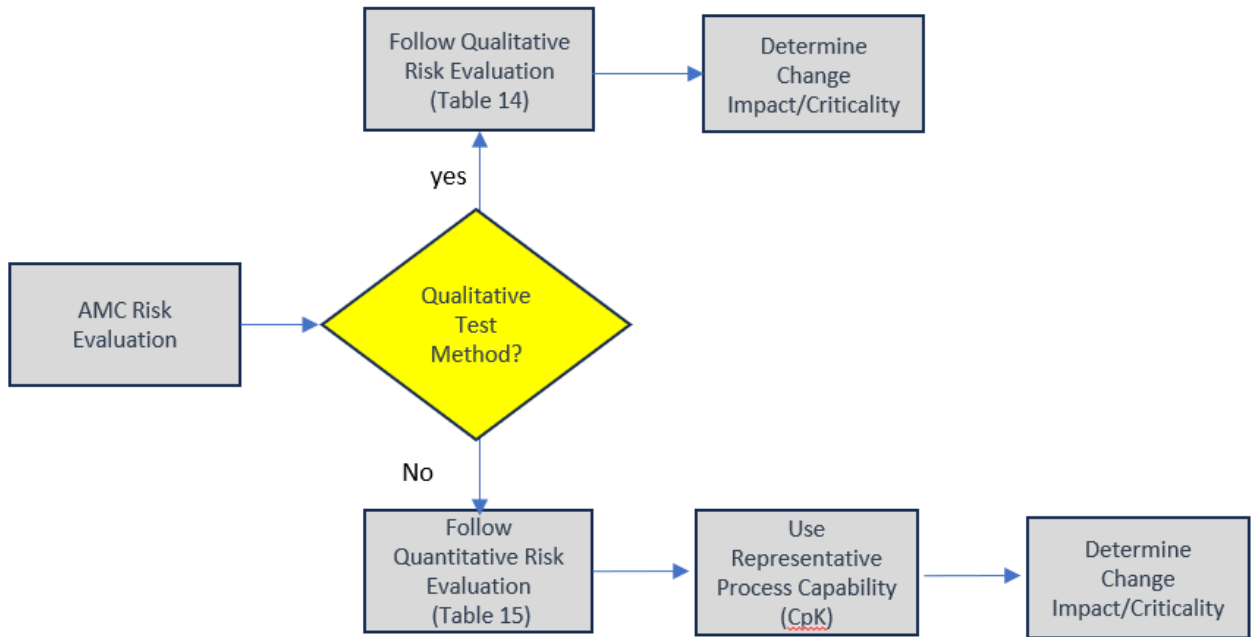 Follow Qualitative
Risk Evaluation
(Table 14)
Determine
Change
Impact/Criticality
yes
AMC Risk
Evaluation
Qualitative
Test
Method?
No
Follow
Quantitative Risk
Evaluation
(Table 15)
Use
Representative
Process Capability
(CpK)
Determine
Change
Impact/Criticality